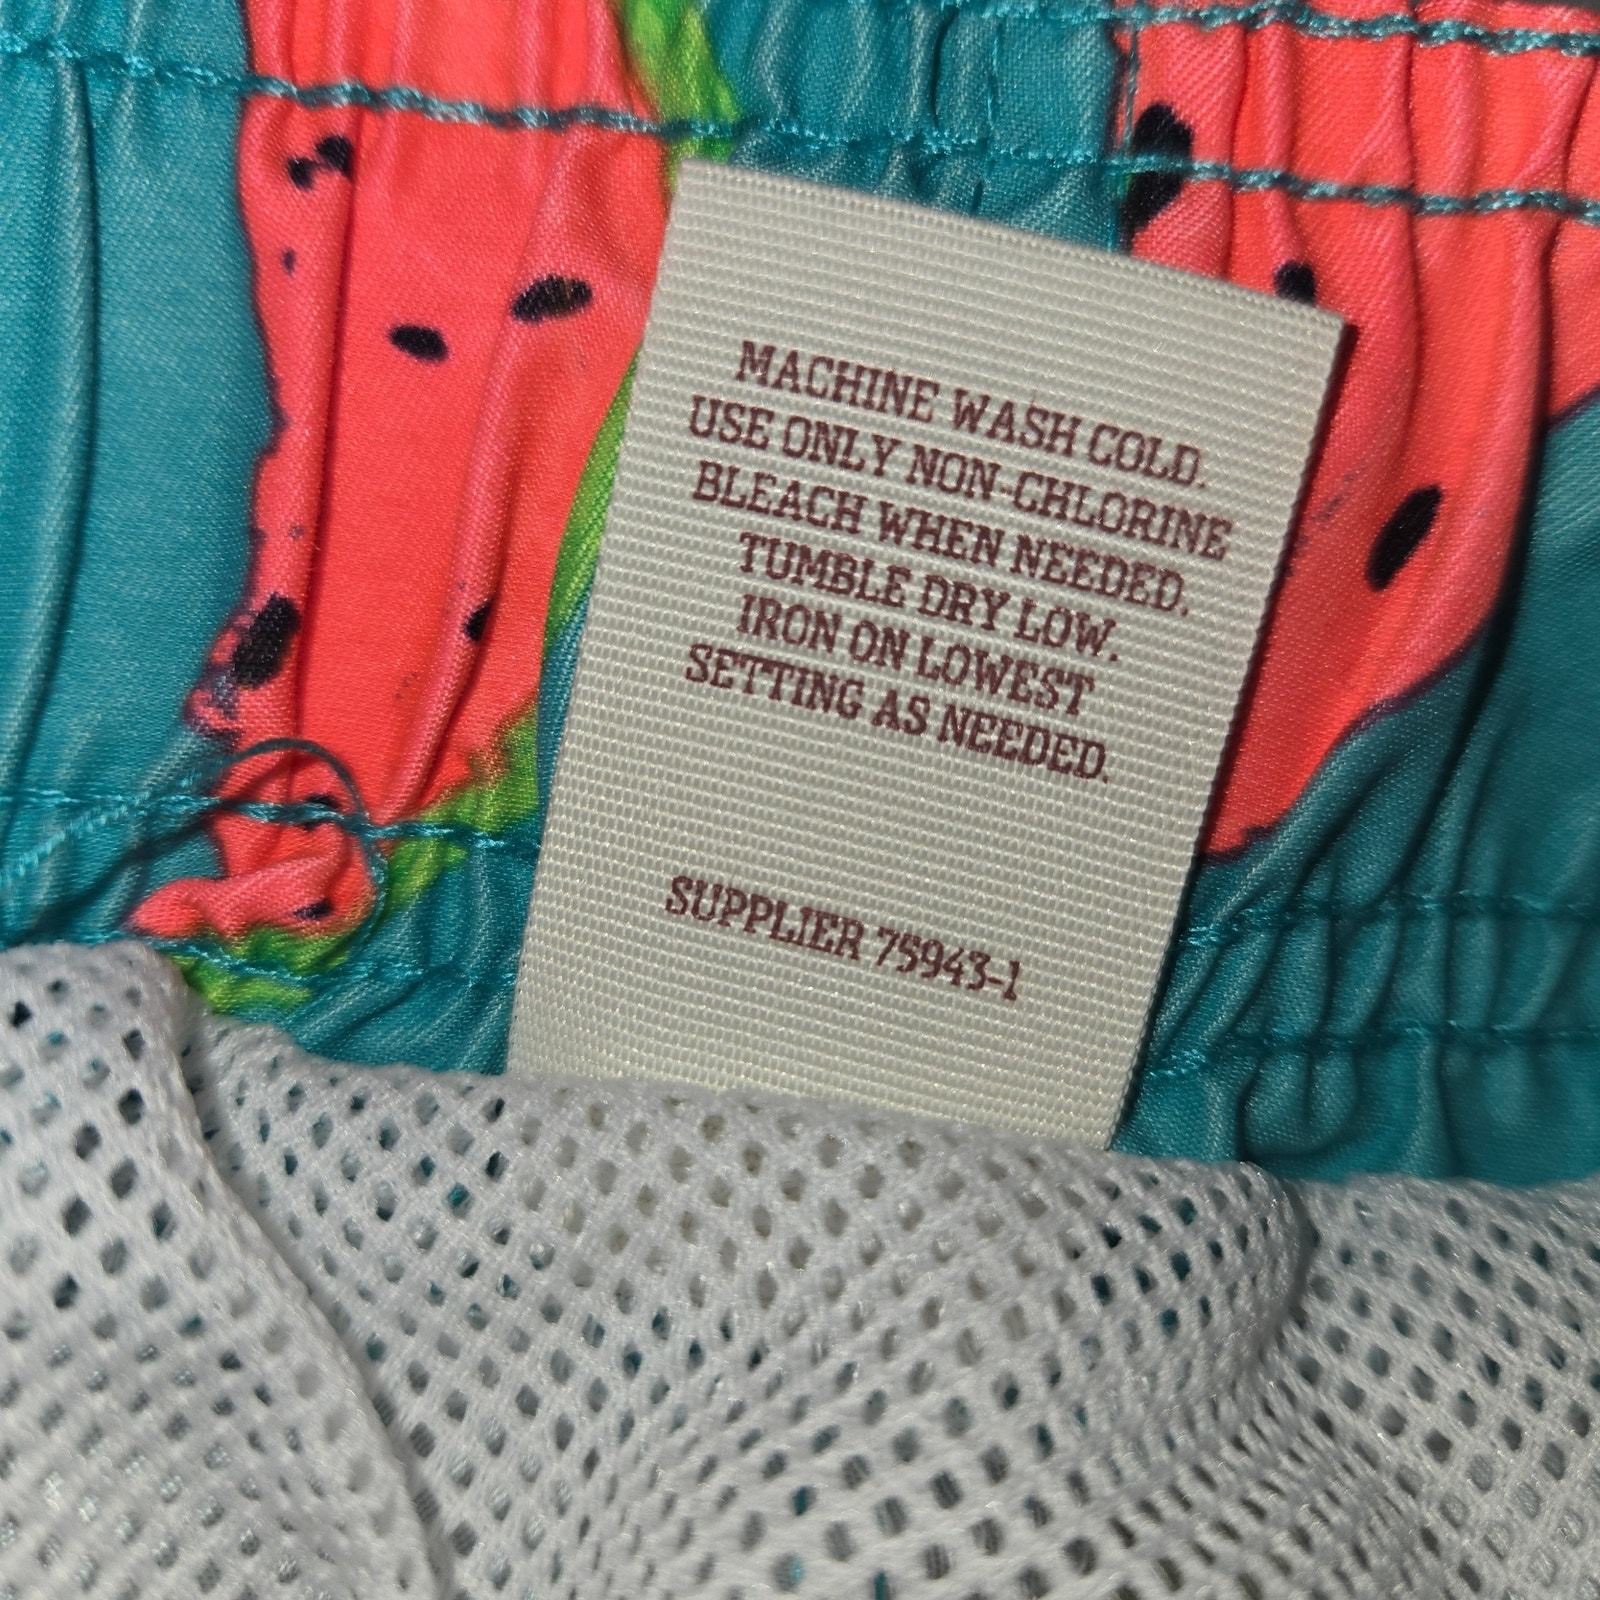 MACHINE WASH COLD.
USE ONLY NON-CHLORINE
BLEACH WHEN NEEDED.
TUMBLE DRY LOW.
IRON ON LOWEST
SETTING AS NEEDED.
SUPPLIER 75943-1